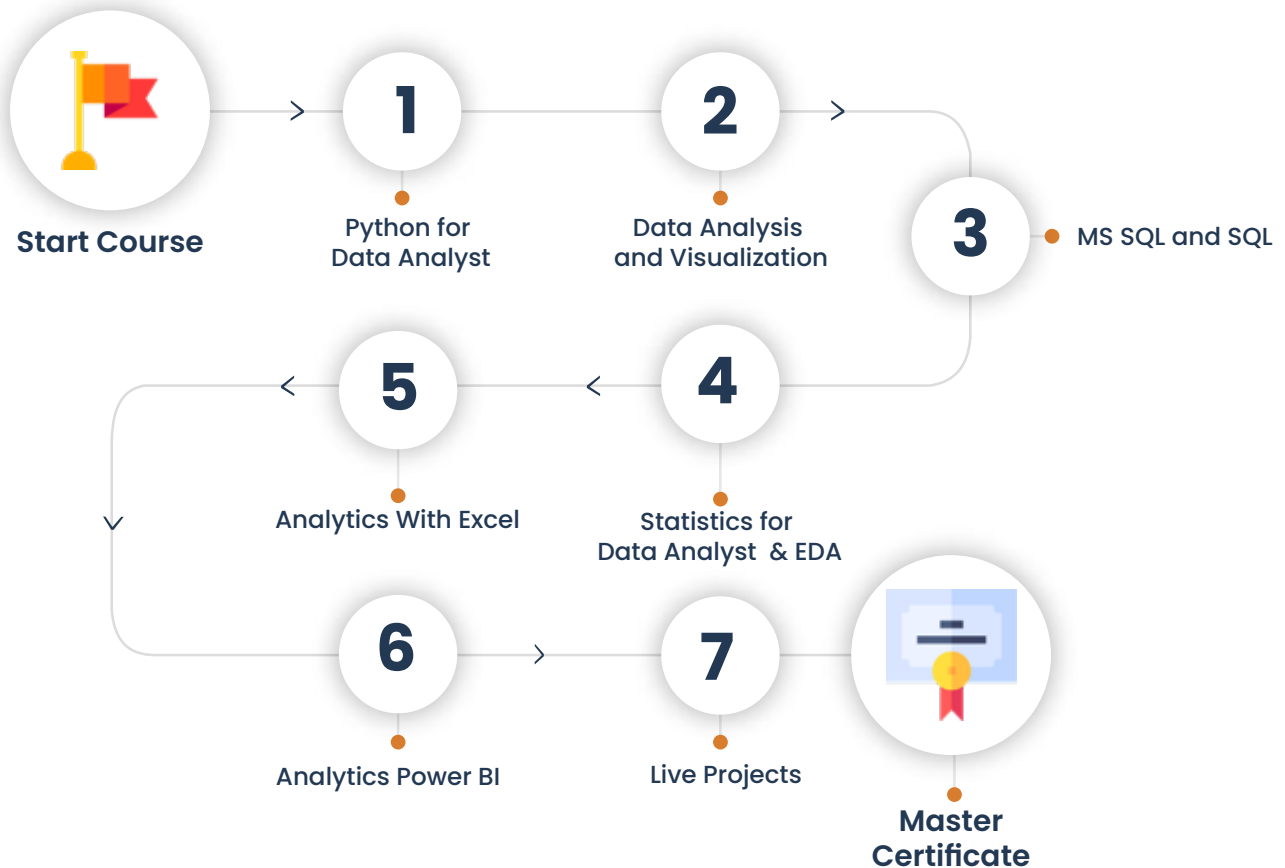 Start Course
1
Python for
Data Analyst
2
Data Analysis
and Visualization
3
MS SQL and SQL
4
Statistics for
Data Analyst & EDA
5
Analytics With Excel
6
Analytics Power BI
7
Live Projects
Master
Certificate